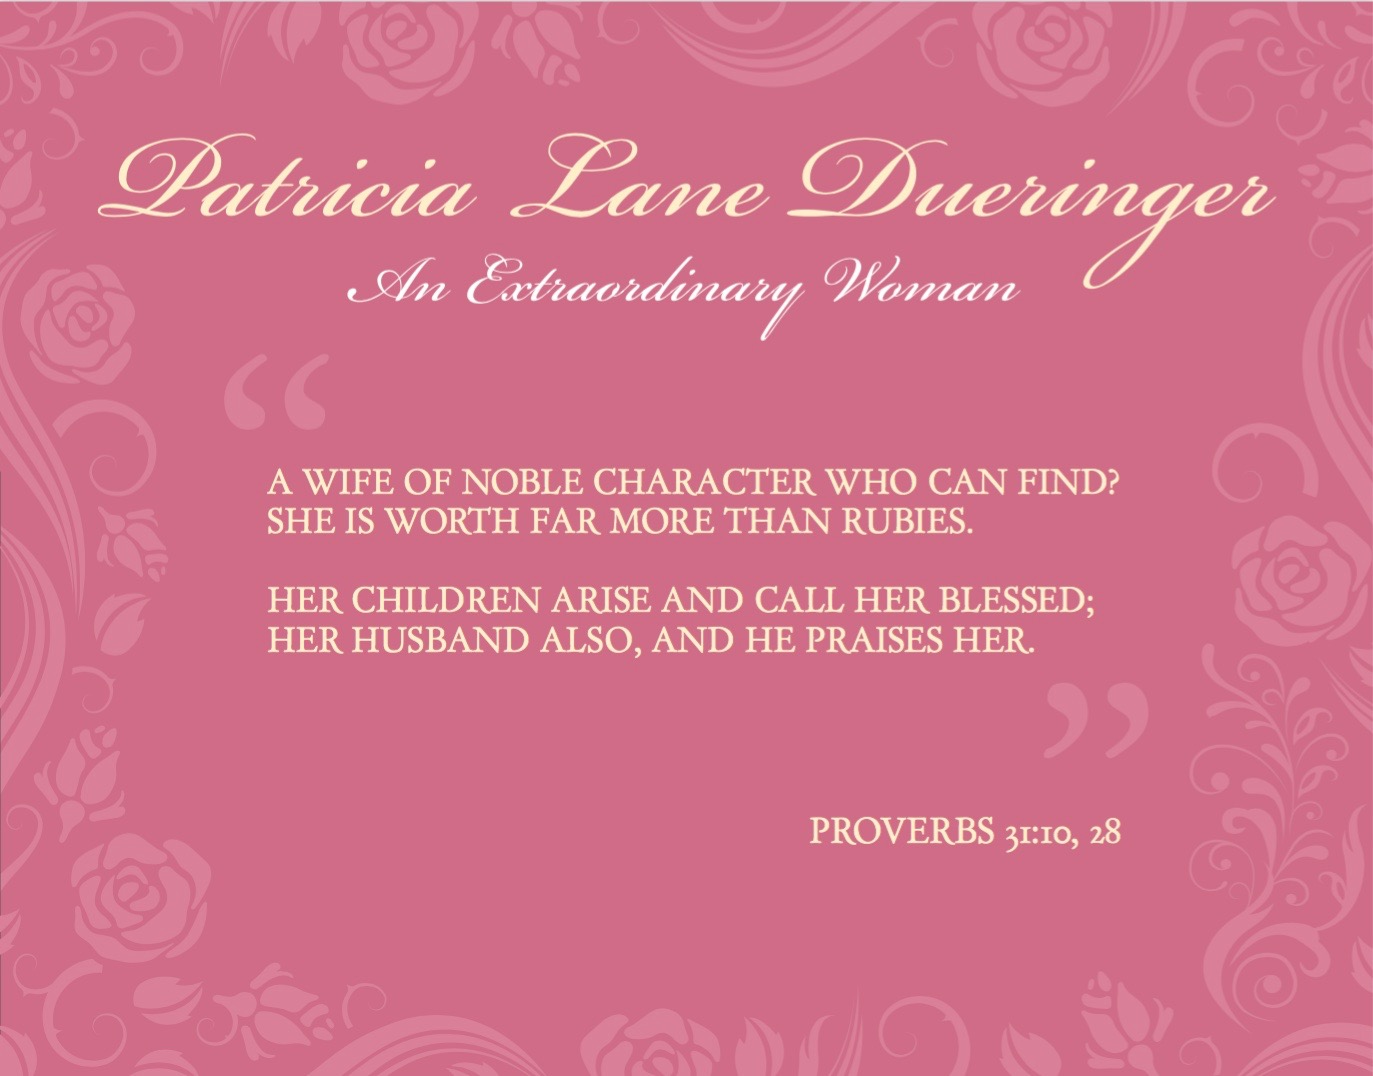 Patricia Lane Dueringer
An Extraordinary Woman
“
A WIFE OF NOBLE CHARACTER WHO CAN FIND?
SHE IS WORTH FAR MORE THAN RUBIES.
HER CHILDREN ARISE AND CALL HER BLESSED;
HER HUSBAND ALSO, AND HE PRAISES HER.
”
PROVERBS 31:10, 28